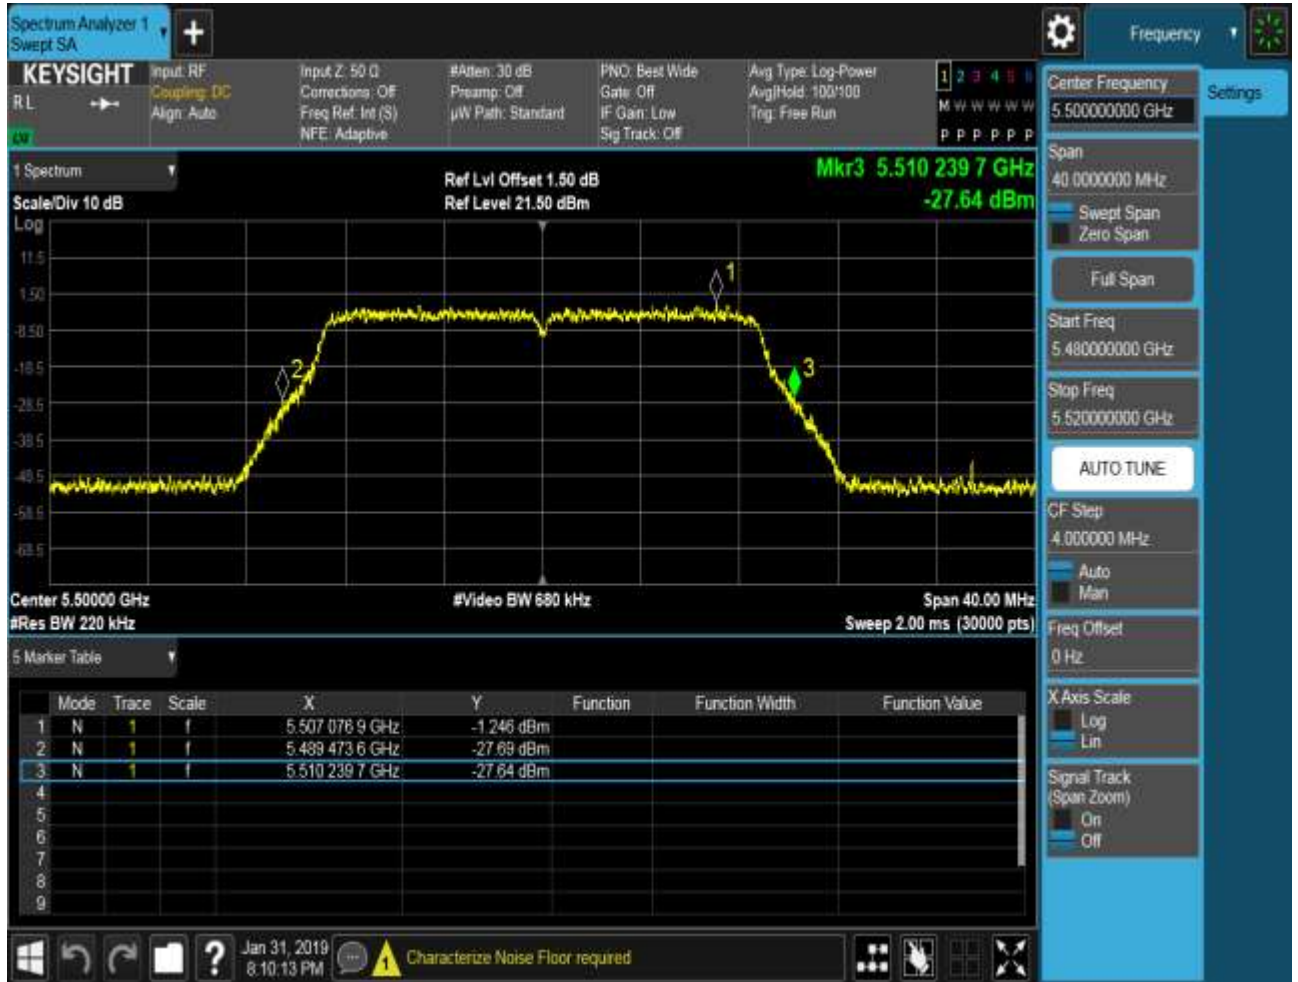 Spectrum Analyzer 1
Swept SA
Frequency
KEYSIGHT
RL
Input: RF
Coupling: DC
Align: Auto
Input Z: 50 Ω
Corrections: Off
Freq Ref: Int (S)
NFE: Adaptive
#Atten: 30 dB
Preamp: Off
µW Path: Standard
PNO: Best Wide
Gate: Off
IF Gain: Low
Sig Track: Off
Avg Type: Log-Power
Avg|Hold: 100/100
Trig: Free Run
1 2 3 4 5 6
M W W W W W
P P P P P P
1 Spectrum
Scale/Div 10 dB
Ref Lvl Offset 1.50 dB
Ref Level 21.50 dBm
Mkr3 5.510 239 7 GHz
-27.64 dBm
Log
11.5
1.50
-8.50
-18.5
-28.5
-38.5
-48.5
-58.5
-68.5
1
2
3
Center 5.50000 GHz
#Res BW 220 kHz
#Video BW 680 kHz
Span 40.00 MHz
Sweep 2.00 ms (30000 pts)
5 Marker Table
Mode Trace Scale X Y Function Function Width Function Value
1 N 1 f 5.507 076 9 GHz -1.246 dBm
2 N 1 f 5.489 473 6 GHz -27.69 dBm
3 N 1 f 5.510 239 7 GHz -27.64 dBm
4
5
6
7
8
9
Center Frequency
5.500000000 GHz
Settings
Span
40.0000000 MHz
Swept Span
Zero Span
Full Span
Start Freq
5.480000000 GHz
Stop Freq
5.520000000 GHz
AUTO TUNE
CF Step
4.000000 MHz
Auto
Man
Freq Offset
0 Hz
X Axis Scale
Log
Lin
Signal Track
(Span Zoom)
On
Off
?
Jan 31, 2019
8:10:13 PM
1
Characterize Noise Floor required